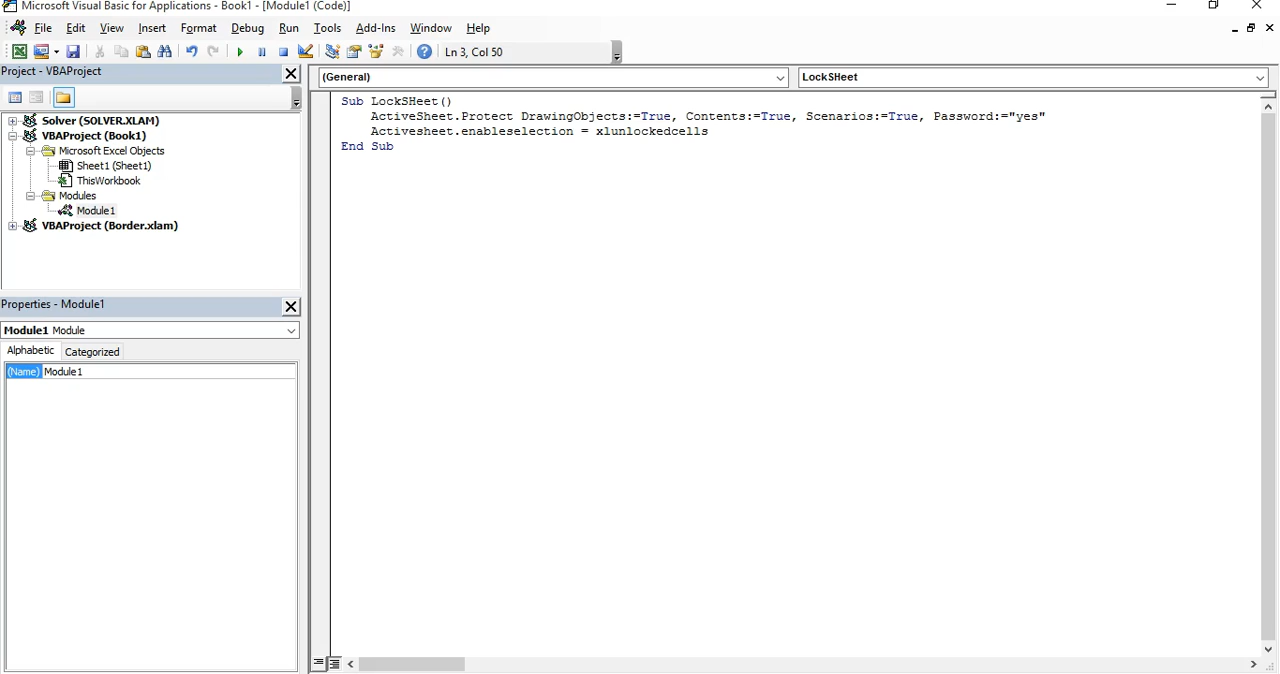 Microsoft Visual Basic for Applications - Book1 - [Module1 (Code)]
File Edit View Insert Format Debug Run Tools Add-Ins Window Help
Ln 3, Col 50
Project - VBAProject
Solver (SOLVER.XLAM)
VBAProject (Book1)
Microsoft Excel Objects
Sheet1 (Sheet1)
ThisWorkbook
Modules
Module1
VBAProject (Border.xlam)
Properties - Module1
Module1 Module
Alphabetic Categorized
(Name) Module1
(General) LockSHeet
Sub LockSHeet()
ActiveSheet.Protect DrawingObjects:=True, Contents:=True, Scenarios:=True, Password:="yes"
Activesheet.enableselection = xlunlockedcells
End Sub